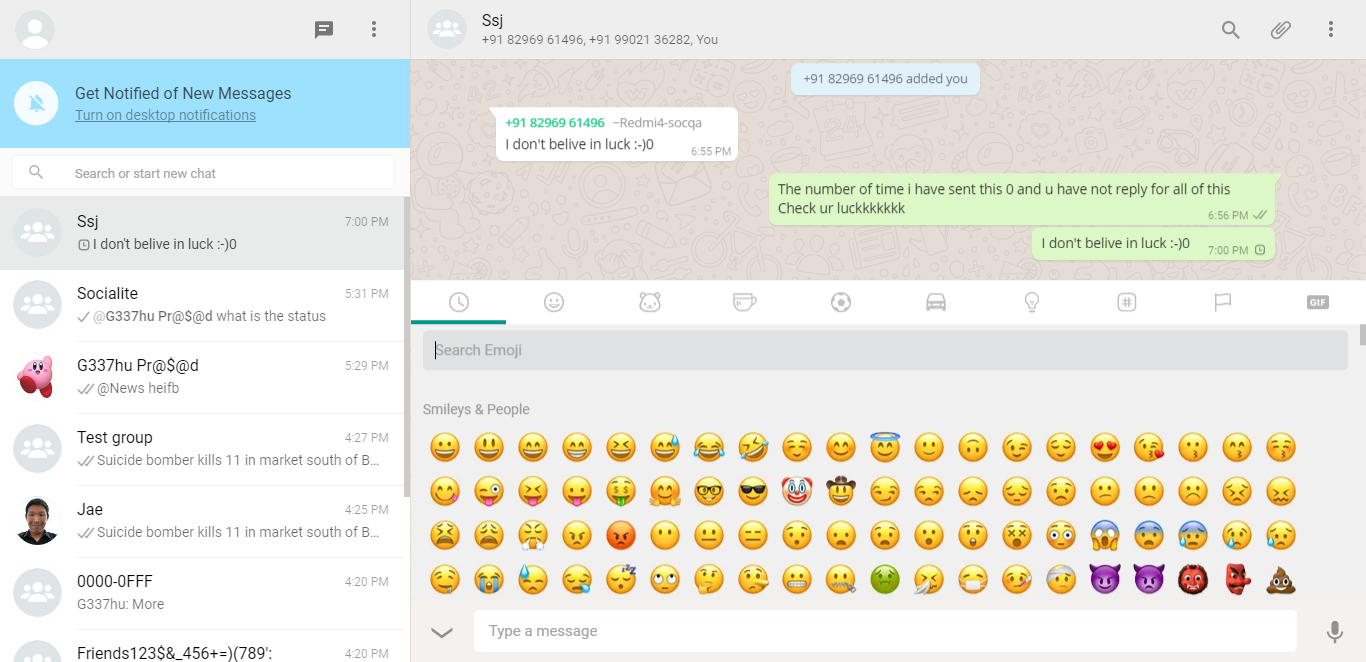 Get Notified of New Messages
Turn on desktop notifications
Search or start new chat
Ssj
7:00 PM
I don't belive in luck :-)0
Socialite
5:31 PM
@G337hu Pr@$@d what is the status
G337hu Pr@$@d
5:29 PM
@News heifb
Test group
4:27 PM
Suicide bomber kills 11 in market south of B...
Jae
4:25 PM
Suicide bomber kills 11 in market south of B...
0000-0FFF
4:20 PM
G337hu: More
Friends123$&_456+=)(789':
4:20 PM
Ssj
+91 82969 61496, +91 99021 36282, You
+91 82969 61496 added you
+91 82969 61496 ~Redmi4-socqa
I don't belive in luck :-)0
6:55 PM
The number of time i have sent this 0 and u have not reply for all of this
Check ur luckkkkkkk
6:56 PM
I don't belive in luck :-)0
7:00 PM
GIF
Search Emoji
Smileys & People
Type a message